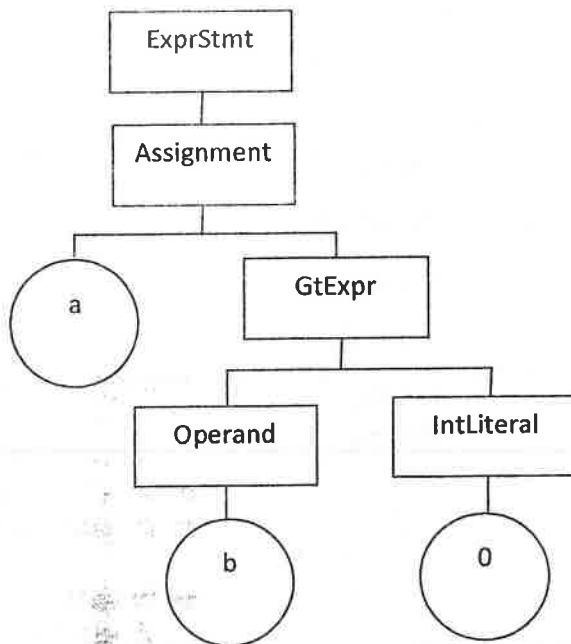 ExprStmt
Assignment
a
GtExpr
Operand
IntLiteral
b
0